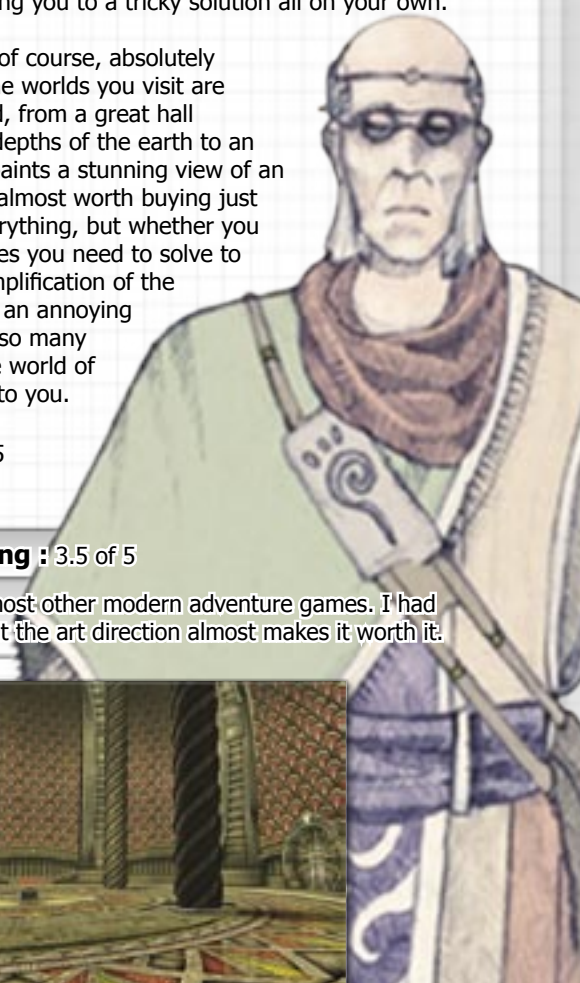 ng you to a tricky solution all on your own.
of course, absolutely
e worlds you visit are
d, from a great hall
depths of the earth to an
aints a stunning view of an
almost worth buying just
rything, but whether you
es you need to solve to
nplification of the
an annoying
so many
e world of
to you.
5
ng : 3.5 of 5
nost other modern adventure games. I had
t the art direction almost makes it worth it.